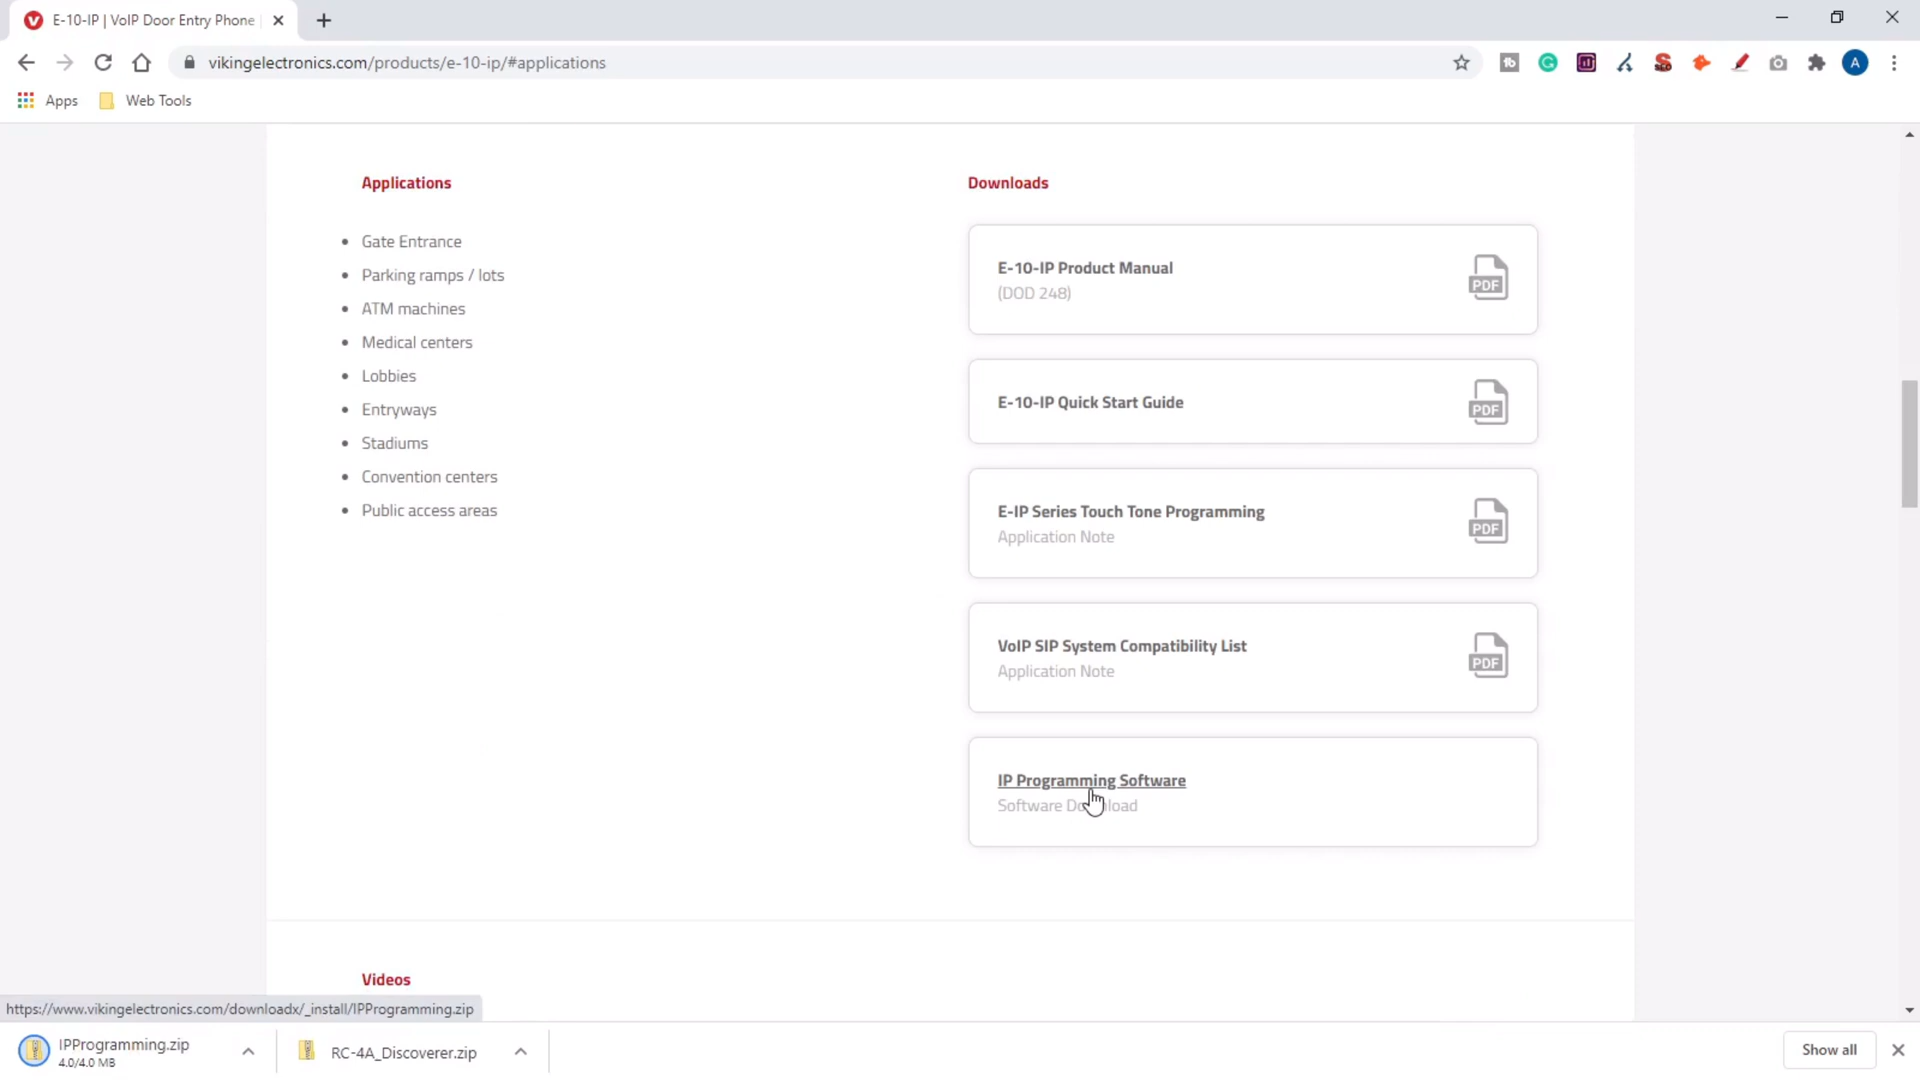 E-10-IP | VoIP Door Entry Phone
vikingelectronics.com/products/e-10-ip/#applications
A
Apps
Web Tools
Applications
Gate Entrance
Parking ramps / lots
ATM machines
Medical centers
Lobbies
Entryways
Stadiums
Convention centers
Public access areas
Downloads
E-10-IP Product Manual
(DOD 248)
PDF
E-10-IP Quick Start Guide
PDF
E-IP Series Touch Tone Programming
Application Note
PDF
VoIP SIP System Compatibility List
Application Note
PDF
IP Programming Software
Software Download
Videos
https://www.vikingelectronics.com/downloadx/_install/IPProgramming.zip
IPProgramming.zip
4.0/4.0 MB
RC-4A_Discoverer.zip
Show all